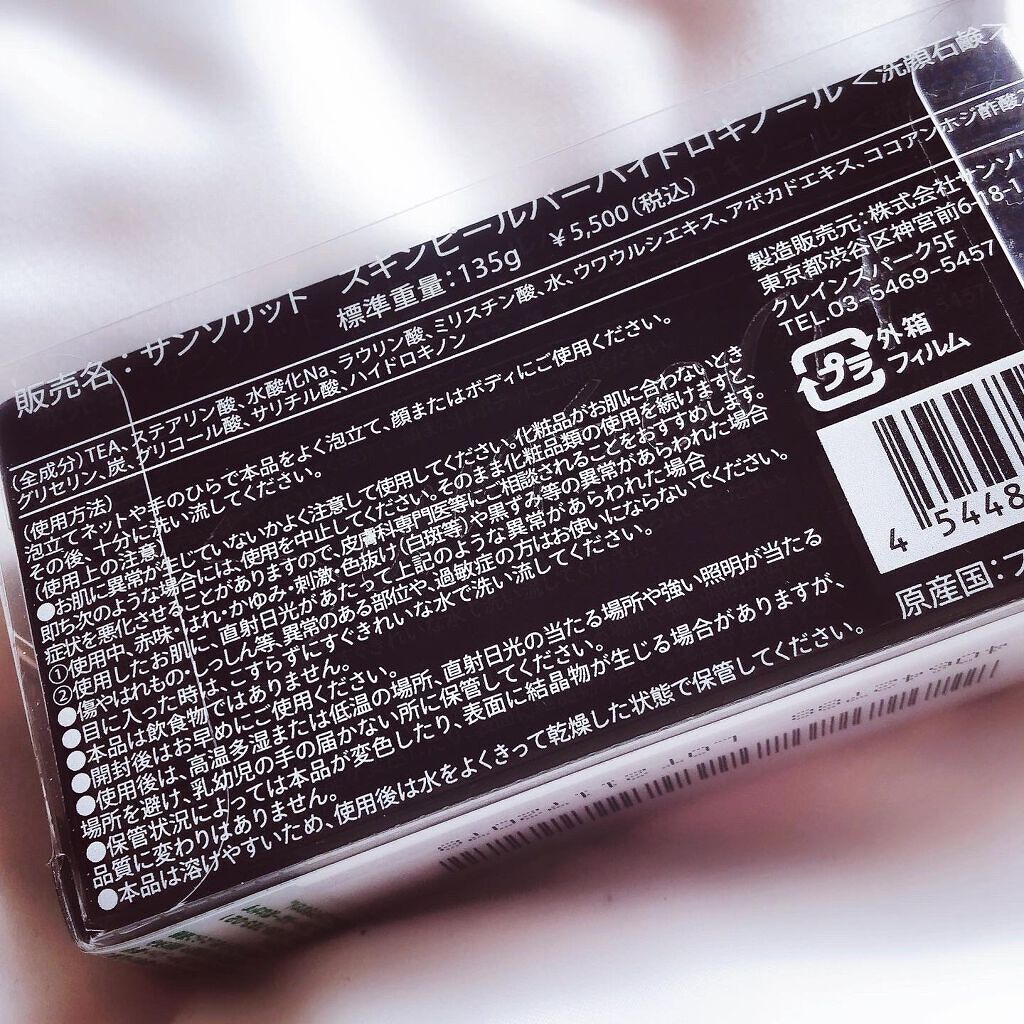 販売名：サンソリット　スキンピールバーハイドロキノール＜洗顔石鹸
標準重量：135g　¥5,500（税込）
（全成分）TEA、ステアリン酸、水酸化Na、ラウリン酸、ミリスチン酸、水、ウワウルシエキス、アボカドエキス、ココアンホジ酢酸
グリセリン、炭、グリコール酸、サリチル酸、ハイドロキノン
（使用方法）
泡立てネットや手のひらで本品をよく泡立て、顔またはボディにご使用ください。
その後、十分に洗い流してください。
（使用上の注意）
●お肌に異常が生じていないかよく注意して使用してください。化粧品がお肌に合わないとき
即ち次のような場合には、使用を中止してください。そのまま化粧品類の使用を続けますと、
症状を悪化させることがありますので、皮膚科専門医等にご相談されることをおすすめします。
①使用中、赤味・はれ・かゆみ・刺激・色抜け（白斑等）や黒ずみ等の異常があらわれた場合
②使用したお肌に、直射日光があたって上記のような異常があらわれた場合
●傷やはれもの・しっしん等、異常のある部位や、過敏症の方はお使いにならないでください。
●目に入った時は、こすらずにすぐきれいな水で洗い流してください。
●本品は飲食物ではありません。
●開封後はお早めにご使用ください。
●使用後は、高温多湿または低温の場所、直射日光の当たる場所や強い照明が当たる
場所を避け、乳幼児の手の届かない所に保管してください。
●保管状況によっては本品が変色したり、表面に結晶物が生じる場合がありますが、
品質に変わりはありません。
●本品は溶けやすいため、使用後は水をよくきって乾燥した状態で保管してください。
製造販売元：株式会社サンソリ
東京都渋谷区神宮前6-18-1
クレインズパーク5F
TEL.03-5469-5457
プラ
外箱
フィルム
4 5448
原産国：